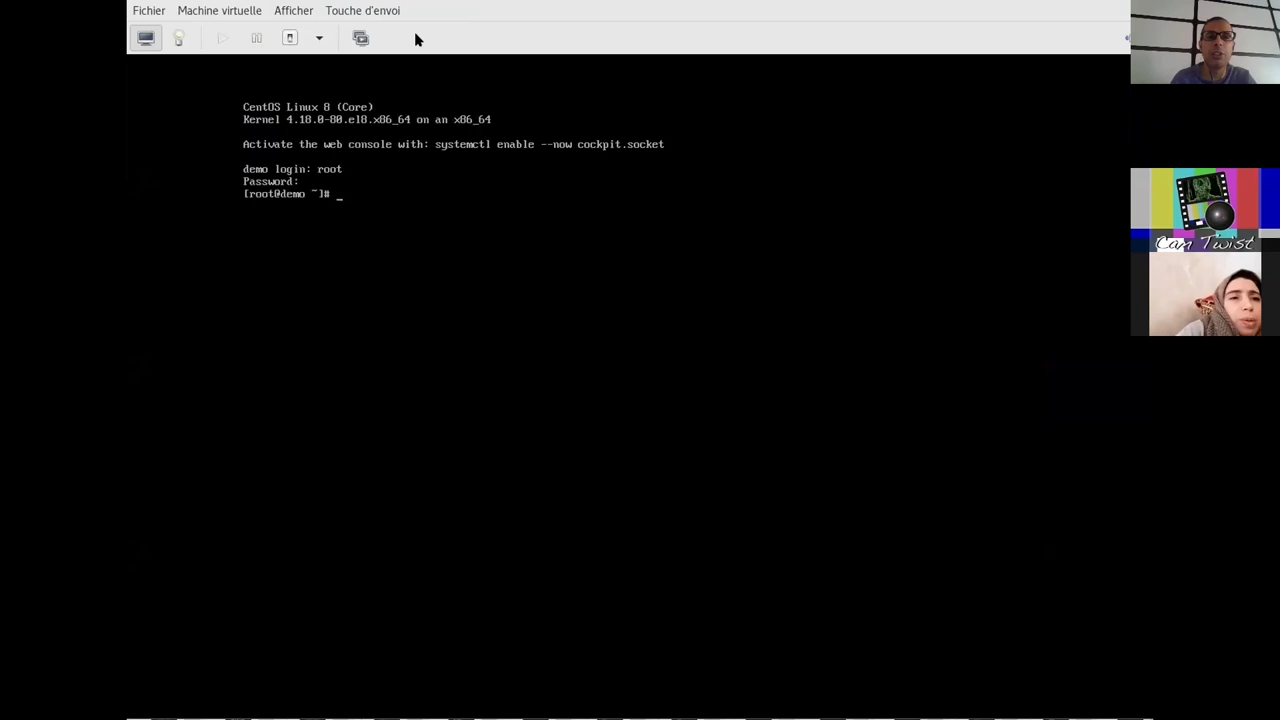 Fichier Machine virtuelle Afficher Touche d'envoi
CentOS Linux 8 (Core)
Kernel 4.18.0-80.el8.x86_64 on an x86_64
Activate the web console with: systemctl enable --now cockpit.socket
demo login: root
Password:
[root@demo ~]# _
Cam Twist